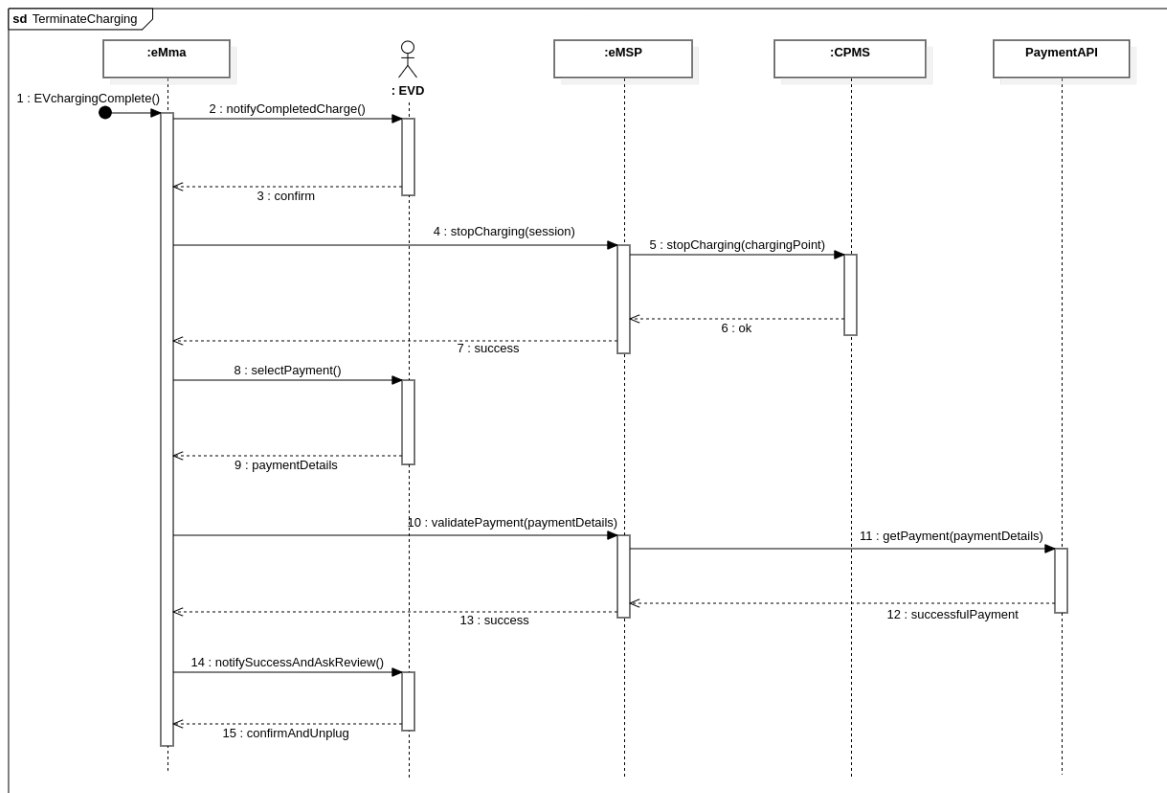 sd TerminateCharging
:eMma
: EVD
:eMSP
:CPMS
PaymentAPI
1 : EVchargingComplete()
2 : notifyCompletedCharge()
3 : confirm
4 : stopCharging(session)
5 : stopCharging(chargingPoint)
6 : ok
7 : success
8 : selectPayment()
9 : paymentDetails
10 : validatePayment(paymentDetails)
11 : getPayment(paymentDetails)
12 : successfulPayment
13 : success
14 : notifySuccessAndAskReview()
15 : confirmAndUnplug